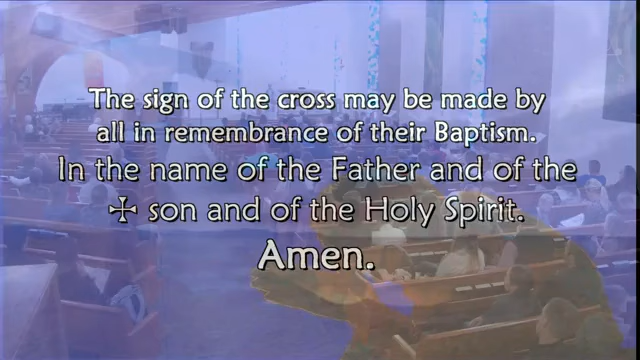 The sign of the cross may be made by
all in remembrance of their Baptism.
In the name of the Father and of the
☩ son and of the Holy Spirit.
Amen.